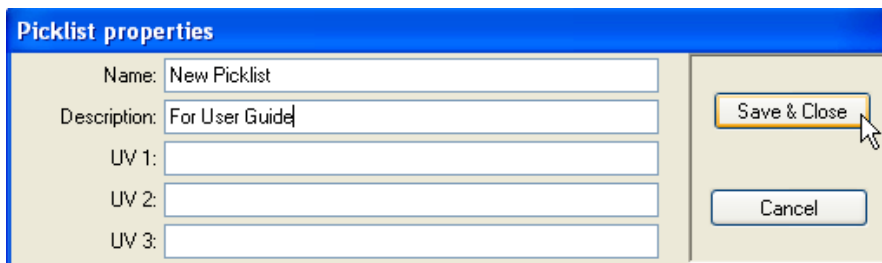 Picklist properties
Name: New Picklist
Description: For User Guide
Save & Close
UV 1:
UV 2:
Cancel
UV 3: